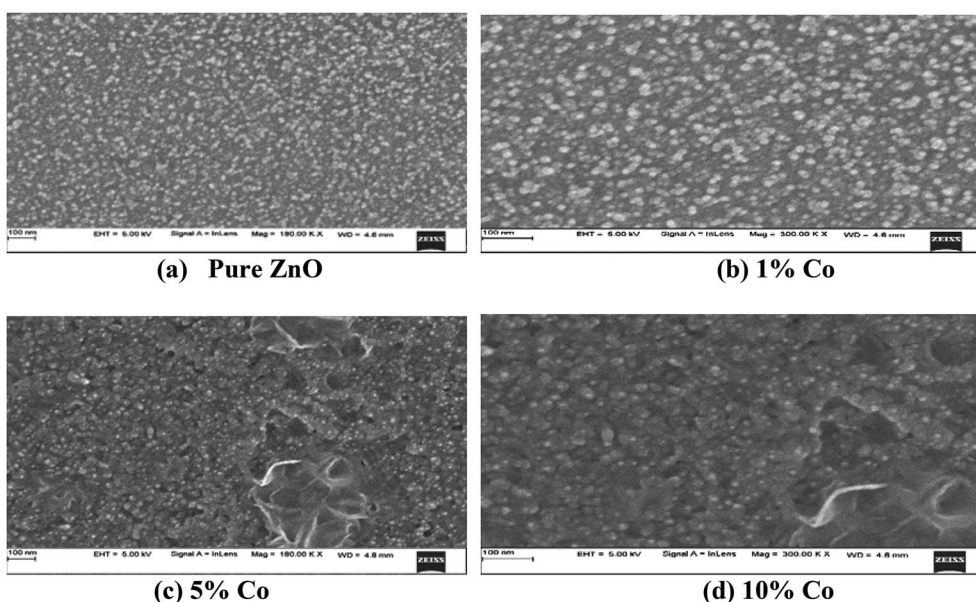 100 nm EHT = 5.00 kV Signal A = InLens Mag = 180.00 K X WD = 4.6 mm ZEISS
(a) Pure ZnO
100 nm EHT = 5.00 kV Signal A = InLens Mag = 300.00 K X WD = 4.6 mm ZEISS
(b) 1% Co
100 nm EHT = 5.00 kV Signal A = InLens Mag = 180.00 K X WD = 4.8 mm ZEISS
(c) 5% Co
100 nm EHT = 5.00 kV Signal A = InLens Mag = 300.00 K X WD = 4.8 mm ZEISS
(d) 10% Co